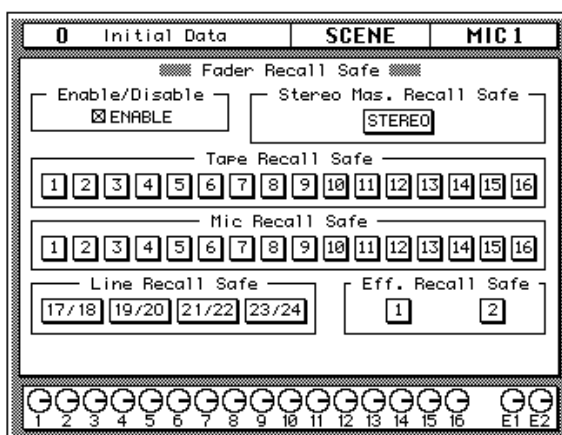 0 Initial Data SCENE MIC 1
Fader Recall Safe
Enable/Disable Stereo Mas. Recall Safe
ENABLE STEREO
Tape Recall Safe
1 2 3 4 5 6 7 8 9 10 11 12 13 14 15 16
Mic Recall Safe
1 2 3 4 5 6 7 8 9 10 11 12 13 14 15 16
Line Recall Safe Eff. Recall Safe
17/18 19/20 21/22 23/24 1 2
1 2 3 4 5 6 7 8 9 10 11 12 13 14 15 16 E1 E2